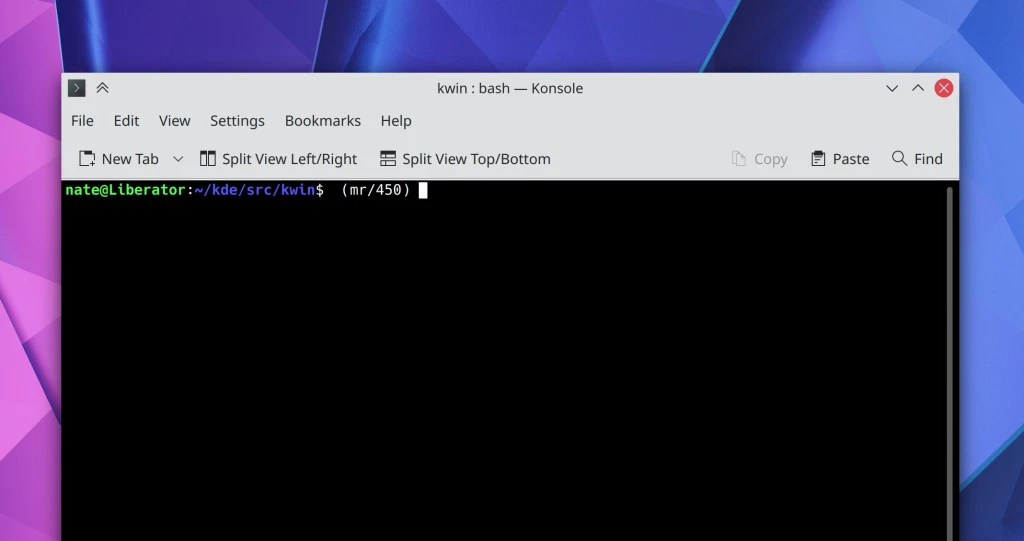 kwin : bash — Konsole
File Edit View Settings Bookmarks Help
New Tab Split View Left/Right Split View Top/Bottom Copy Paste Find
nate@Liberator:~/kde/src/kwin$  (mr/450)